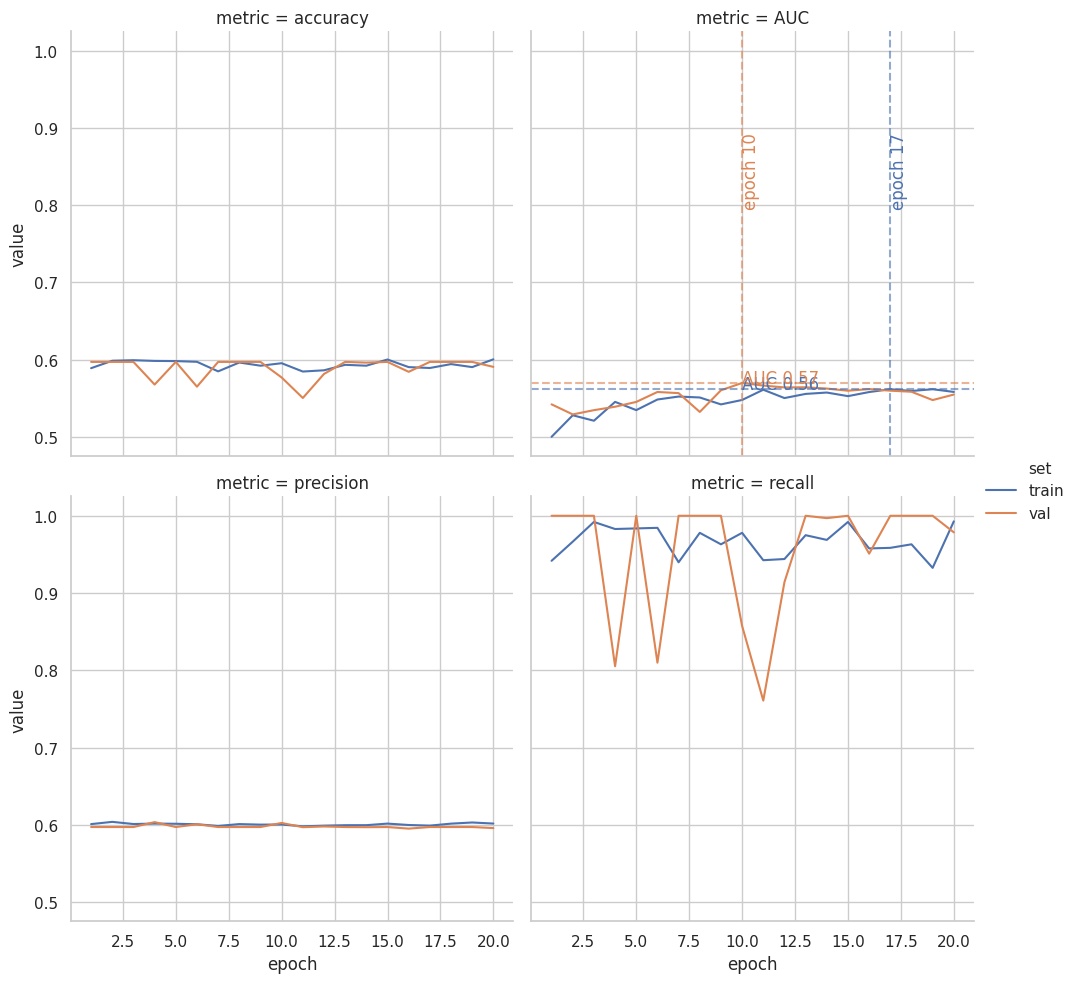 metric = accuracy
metric = AUC
1.0
0.9
0.8
0.7
0.6
0.5
value
epoch 10
epoch 17
AUC 0.57
AUC 0.56
set
train
val
metric = precision
metric = recall
1.0
0.9
0.8
0.7
0.6
0.5
value
2.5 5.0 7.5 10.0 12.5 15.0 17.5 20.0
2.5 5.0 7.5 10.0 12.5 15.0 17.5 20.0
epoch
epoch